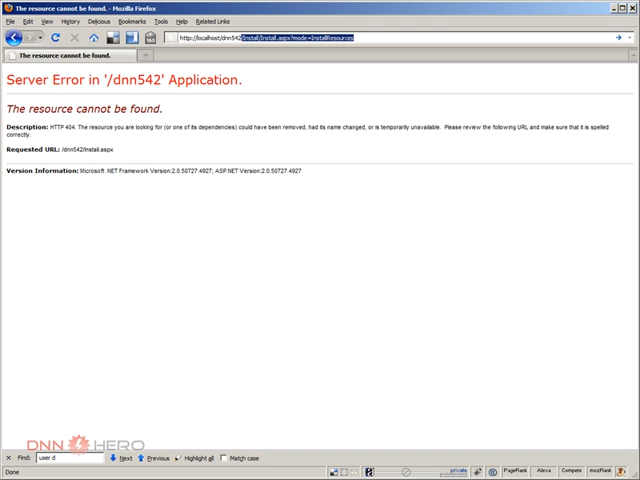 The resource cannot be found. - Mozilla Firefox
File Edit View History Delicious Bookmarks Tools Help Related Links
http://localhost/dnn542/Install/Install.aspx?mode=InstallResources
The resource cannot be found.
Server Error in '/dnn542' Application.
The resource cannot be found.
Description: HTTP 404. The resource you are looking for (or one of its dependencies) could have been removed, had its name changed, or is temporarily unavailable. Please review the following URL and make sure that it is spelled
correctly.
Requested URL: /dnn542/Install.aspx
Version Information: Microsoft .NET Framework Version:2.0.50727.4927; ASP.NET Version:2.0.50727.4927
DNN HERO
Find: user d Next Previous Highlight all Match case
Done private PageRank Alexa Compete mozRank